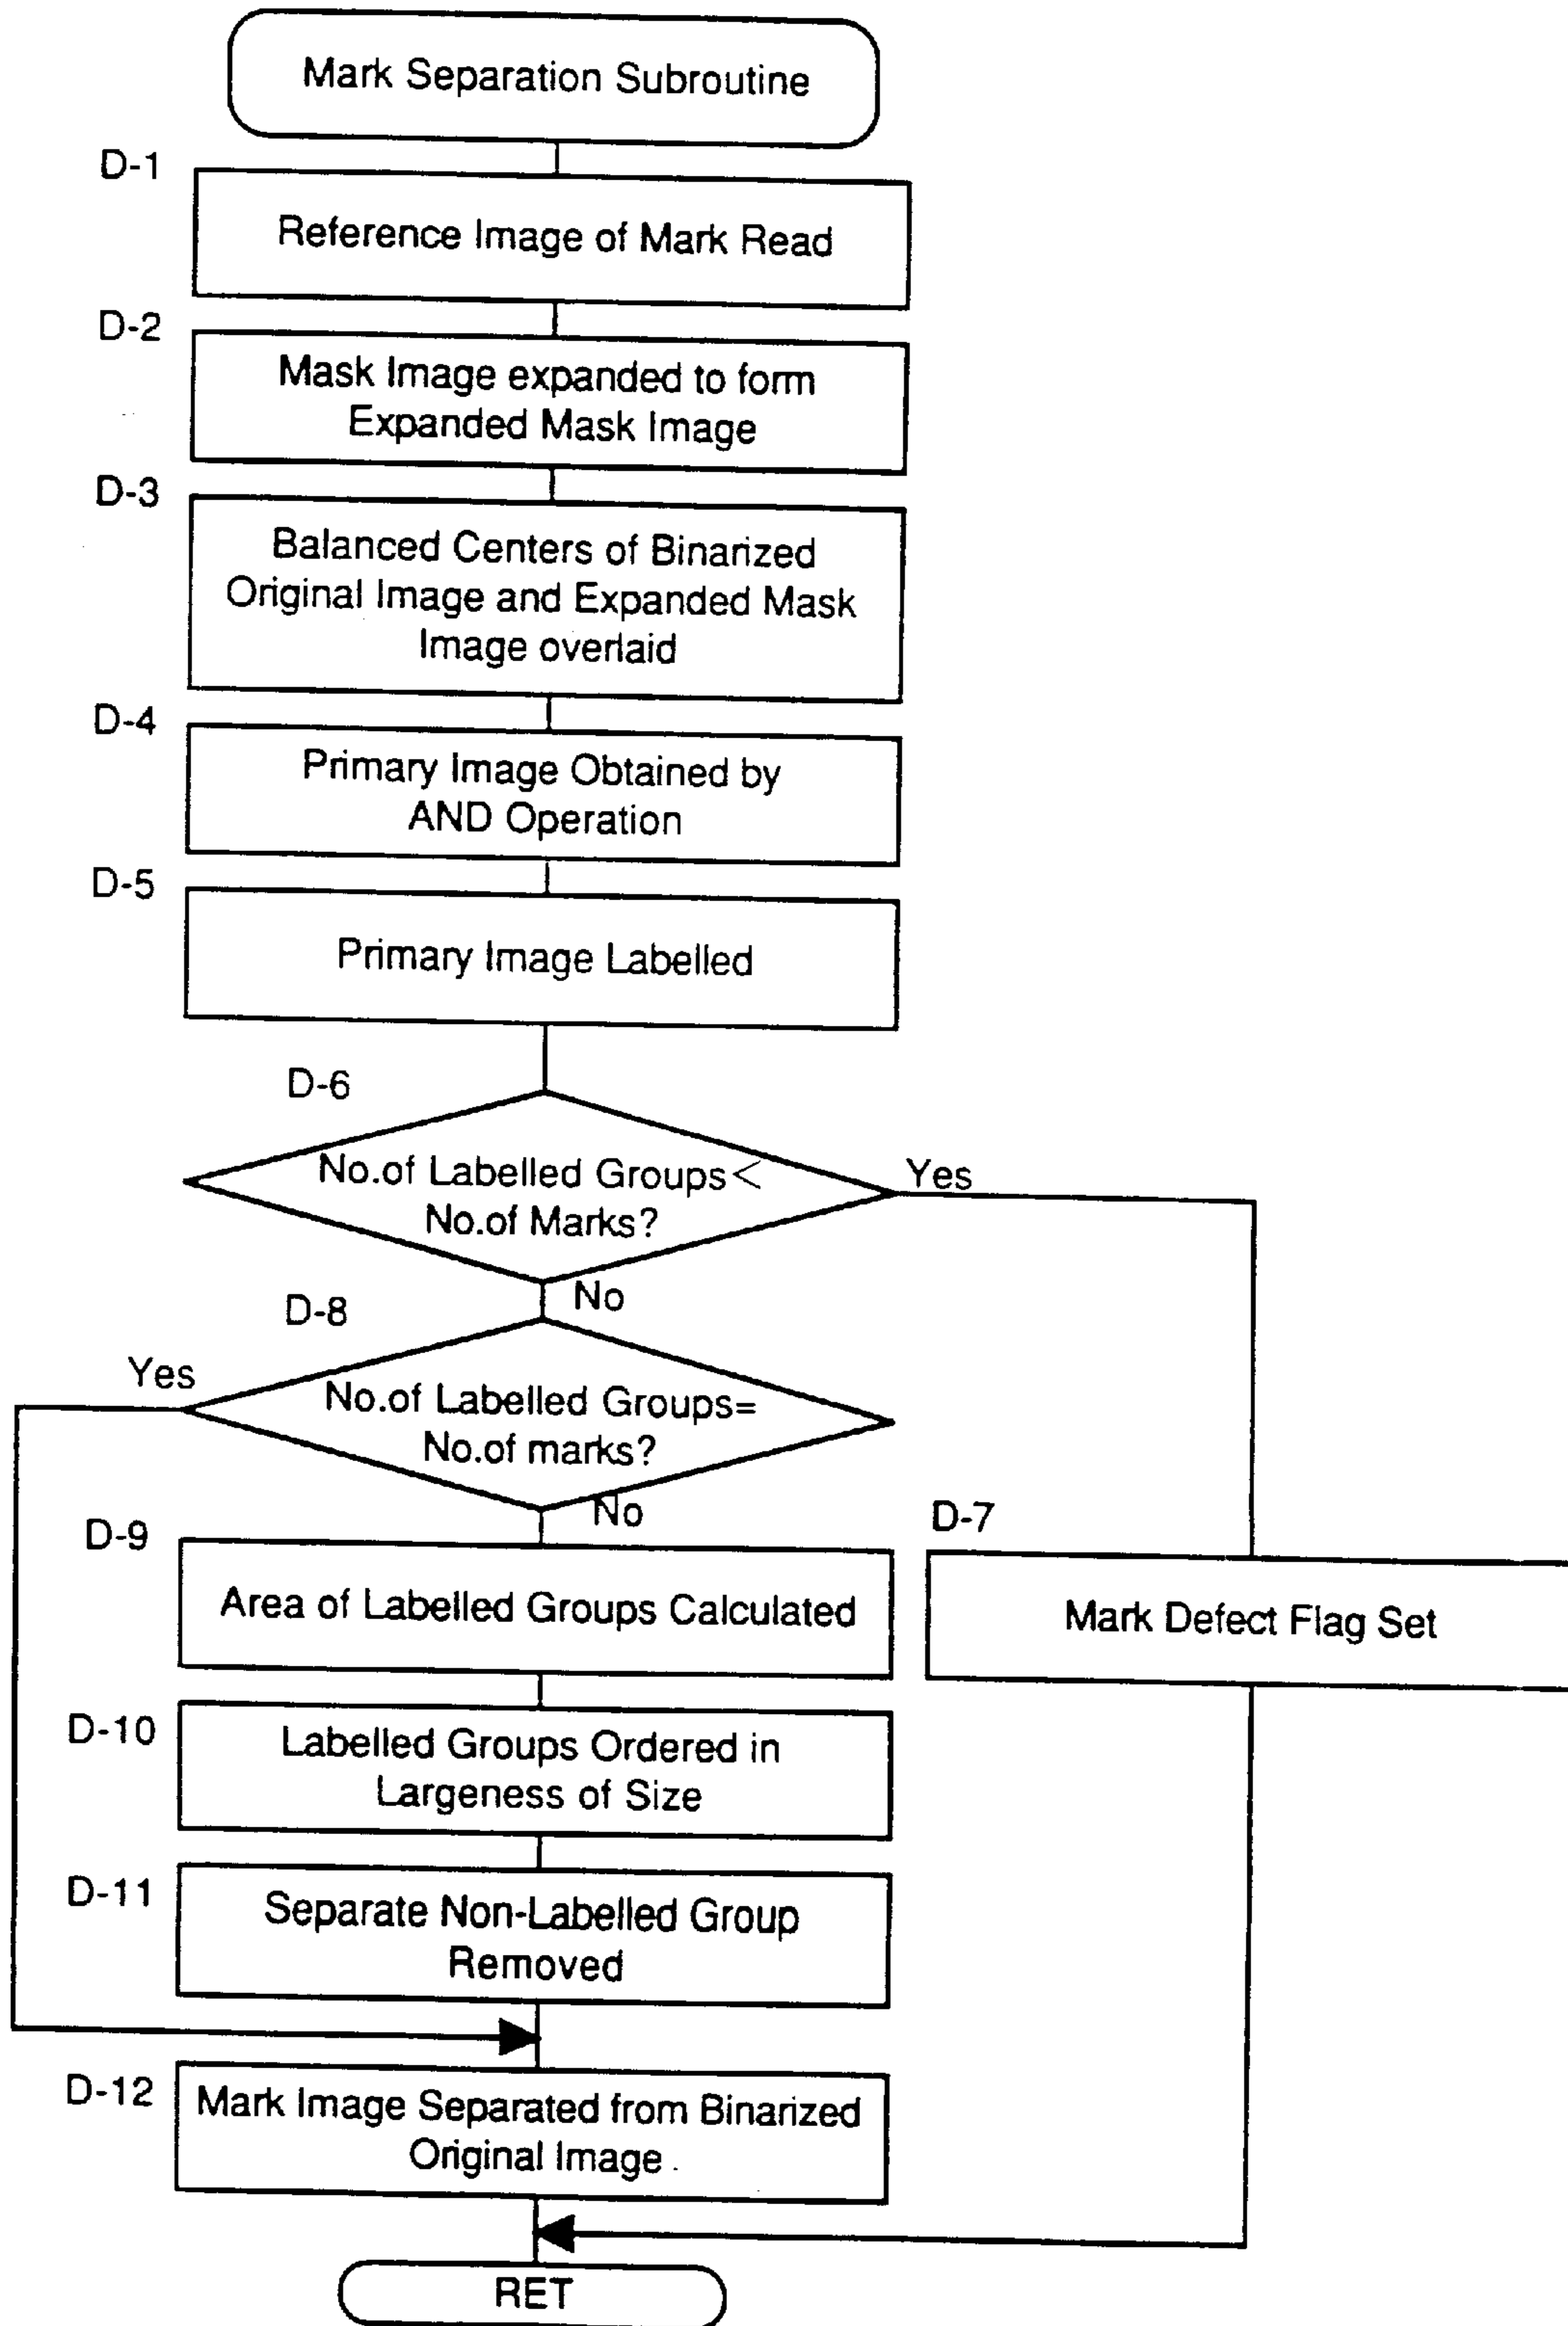 Mark Separation Subroutine
D-1
Reference Image of Mark Read
D-2
Mask Image expanded to form
Expanded Mask Image
D-3
Balanced Centers of Binarized
Original Image and Expanded Mask
Image overlaid
D-4
Primary Image Obtained by
AND Operation
D-5
Primary Image Labelled
D-6
No.of Labelled Groups<
No.of Marks?
Yes
No
D-8
Yes
No.of Labelled Groups=
No.of marks?
No
D-9
Area of Labelled Groups Calculated
D-7
Mark Defect Flag Set
D-10
Labelled Groups Ordered in
Largeness of Size
D-11
Separate Non-Labelled Group
Removed
D-12
Mark Image Separated from Binarized
Original Image
RET